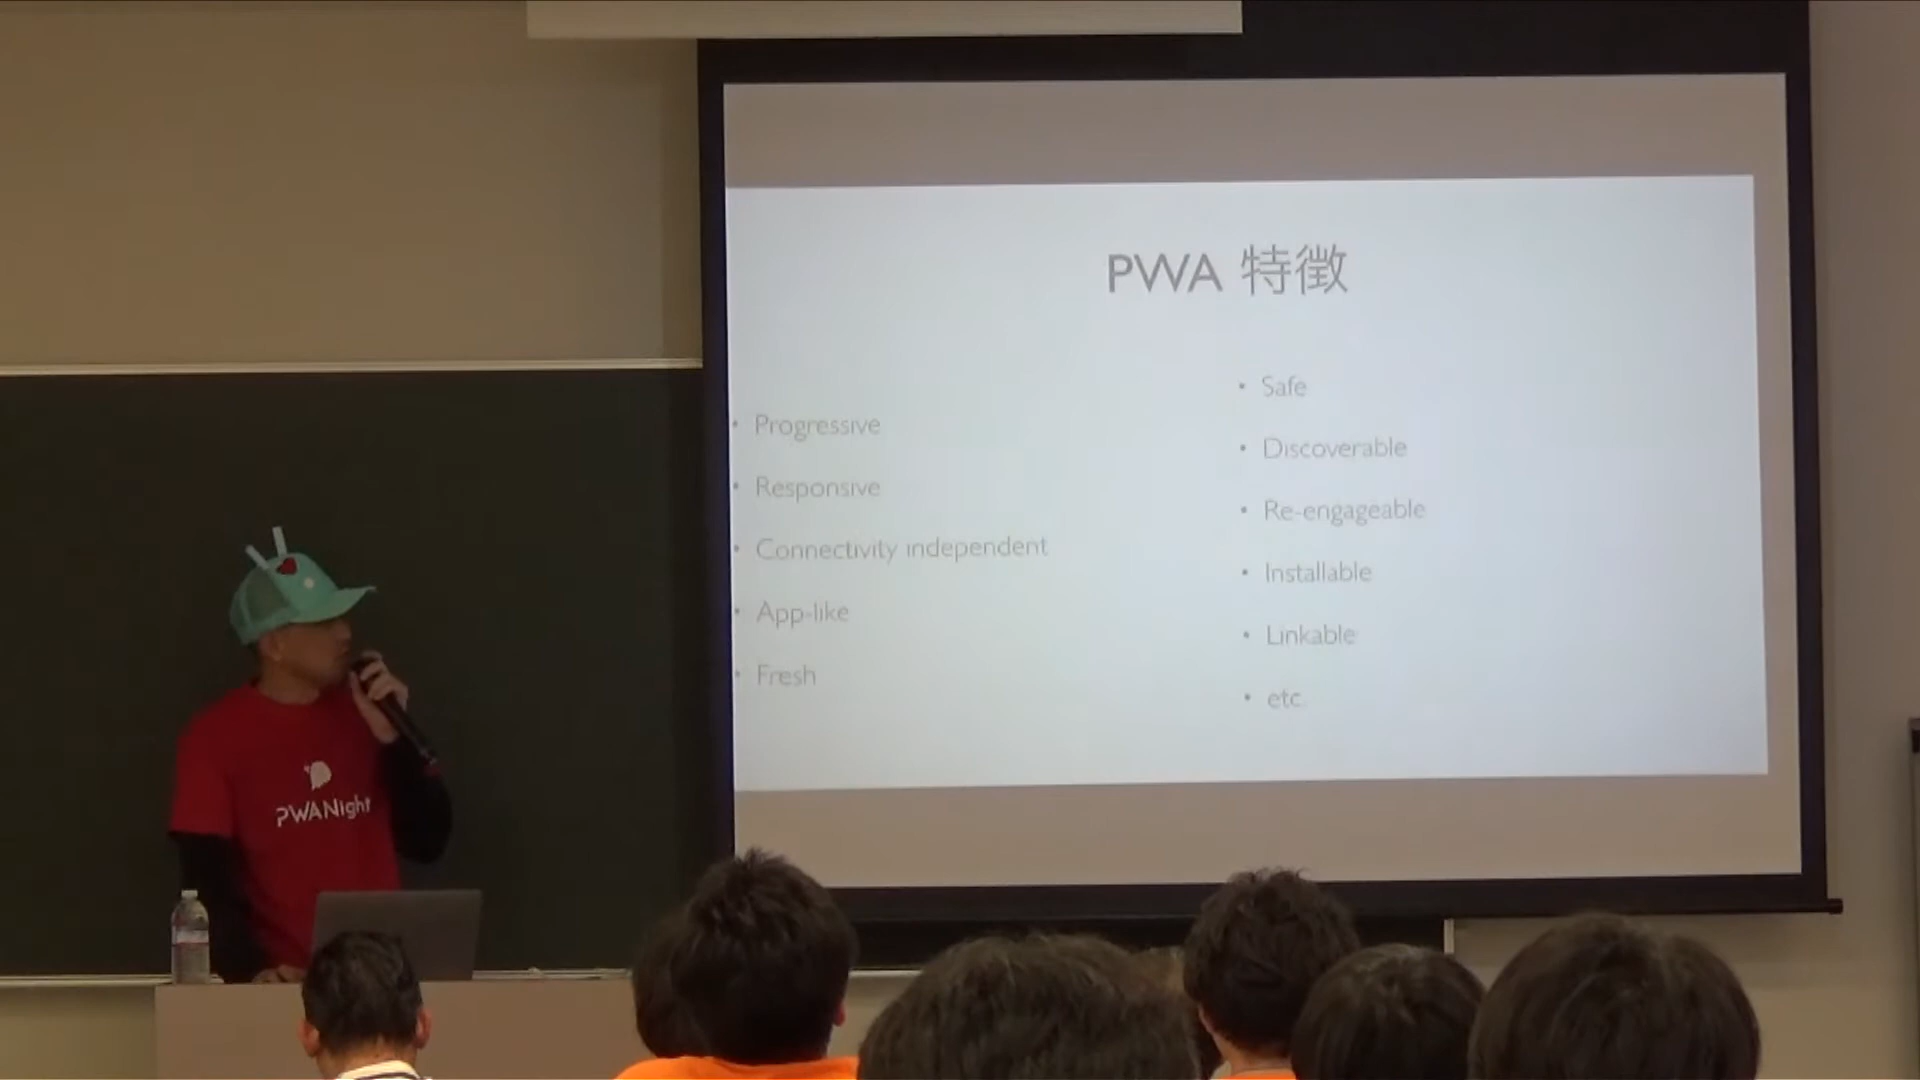 PWA 特徴
• Progressive
• Responsive
• Connectivity independent
• App-like
• Fresh
• Safe
• Discoverable
• Re-engageable
• Installable
• Linkable
• etc
PWANight